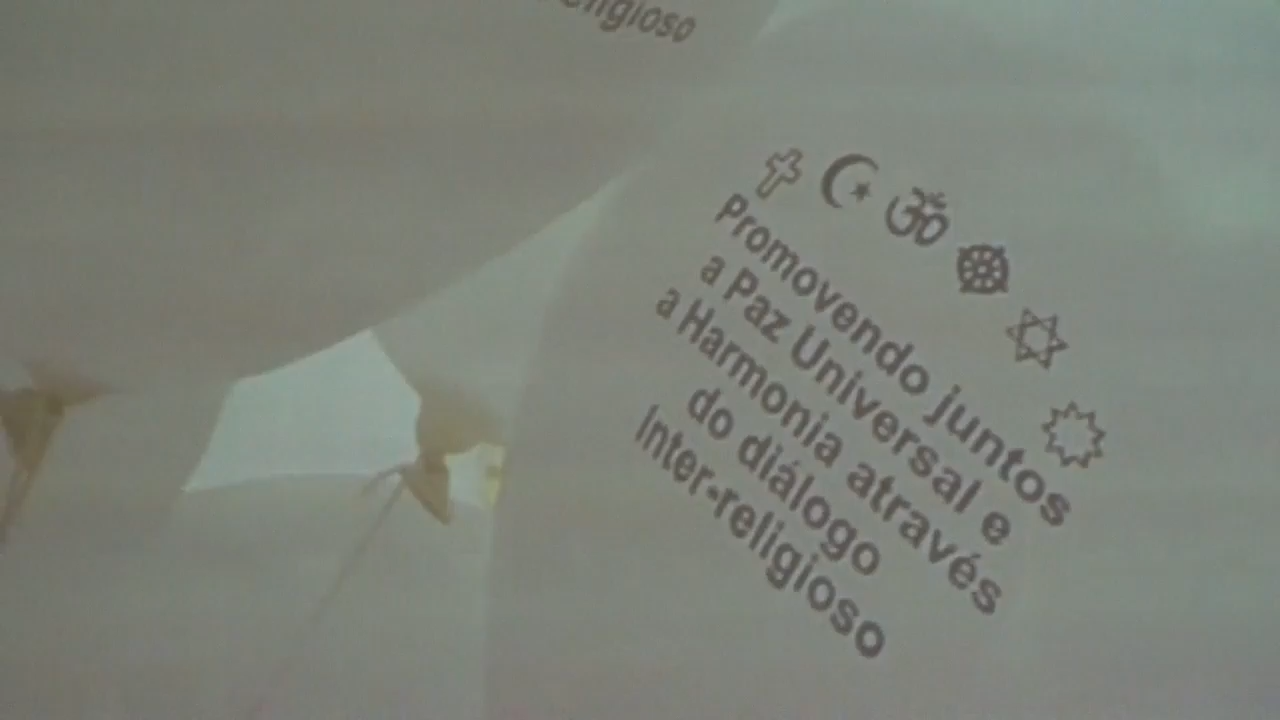 religioso
Promovendo juntos
a Paz Universal e
a Harmonia através
do diálogo
Inter-religioso